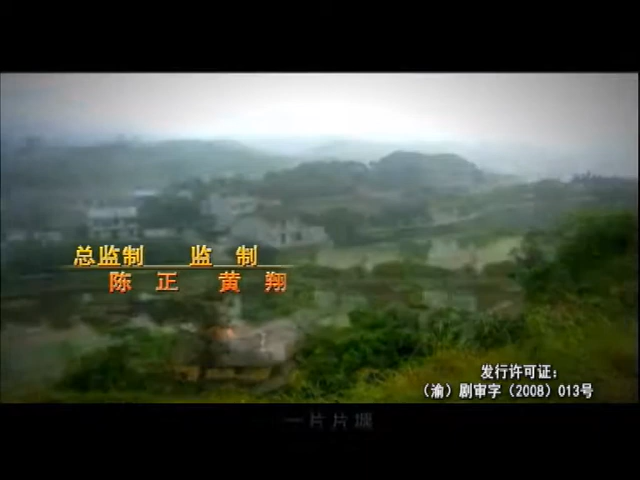 总监制 监 制
陈 正 黄 翔
发行许可证：
（渝）剧审字（2008）013号
一片片